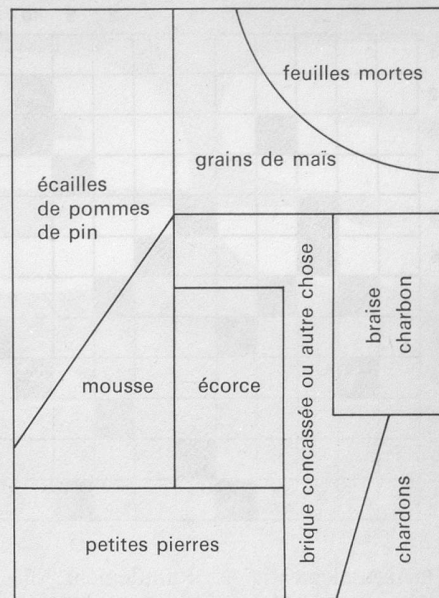 feuilles mortes
grains de maïs
écailles
de pommes
de pin
brique concassée ou autre chose
braise
charbon
mousse
écorce
chardons
petites pierres